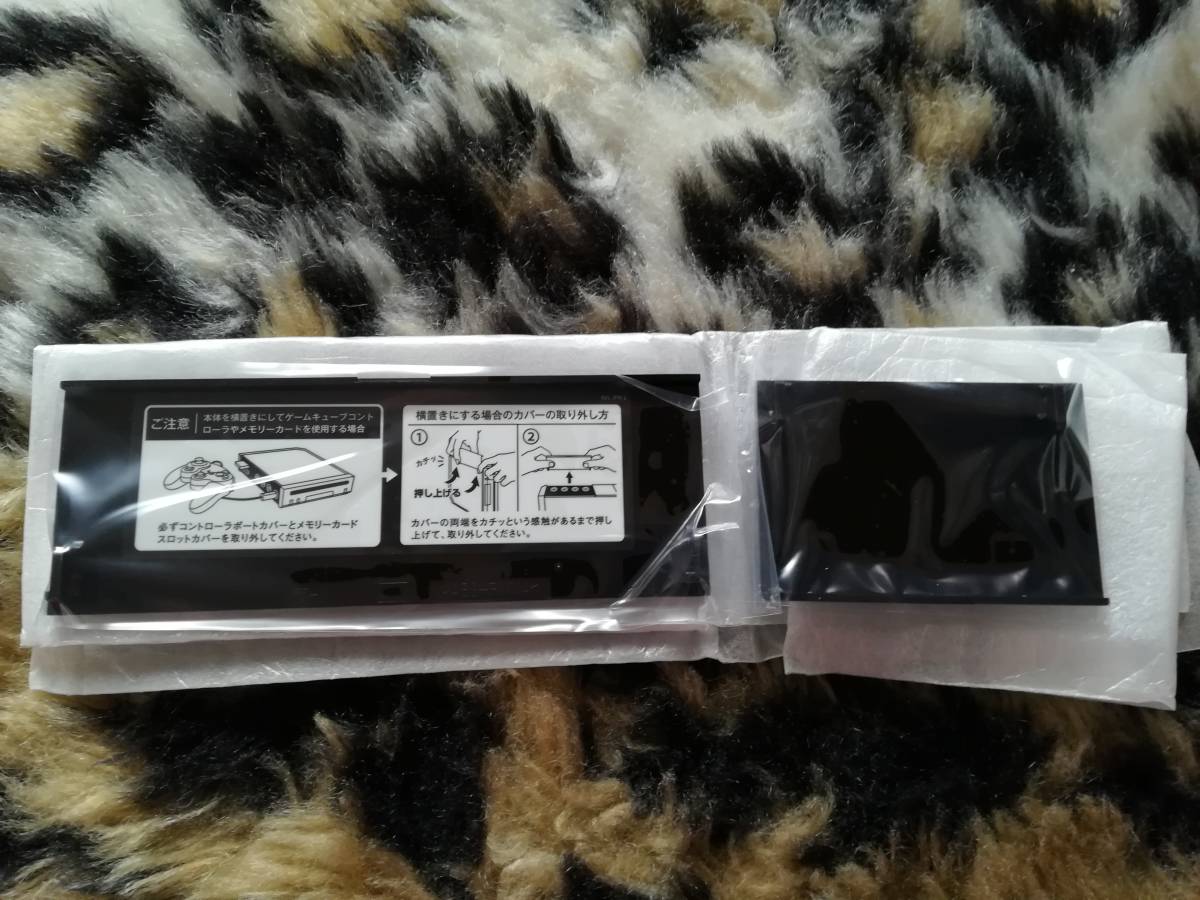 ご注意
本体を横置きにしてゲームキューブコント
ローラやメモリーカードを使用する場合
必ずコントローラポートカバーとメモリーカード
スロットカバーを取り外してください。
横置きにする場合のカバーの取り外し方
①
カチッ
押し上げる
②
カバーの両端をカチッという感触があるまで押し
上げて、取り外してください。